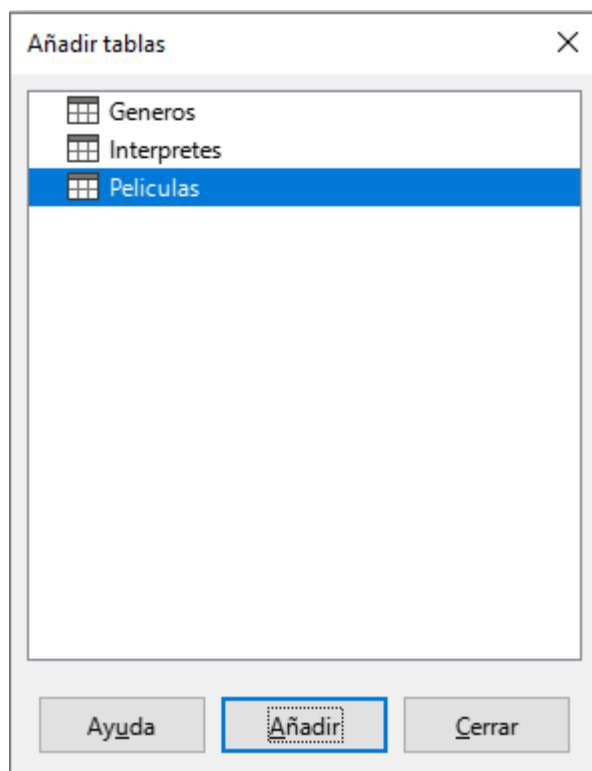 Añadir tablas
Generos
Interpretes
Peliculas
Ayuda
Añadir
Cerrar